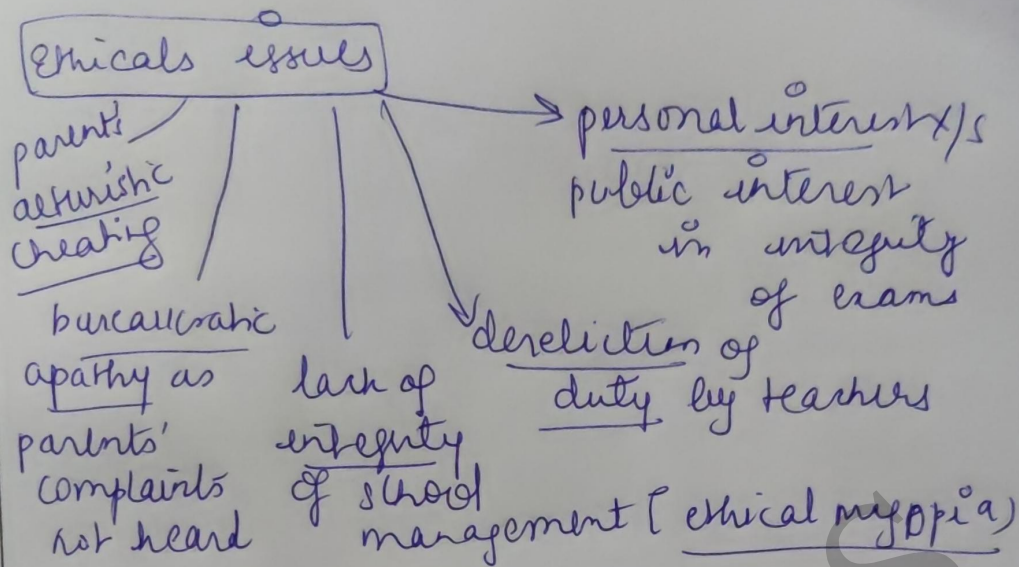 Ethicals issues
parents'
alturistic
cheating
bureaucratic
apathy as
parents'
complaints
not heard
lack of
integrity
of school
management (ethical myopia)
dereliction of
duty by teachers
personal interest v/s
public interest
in integrity
of exams